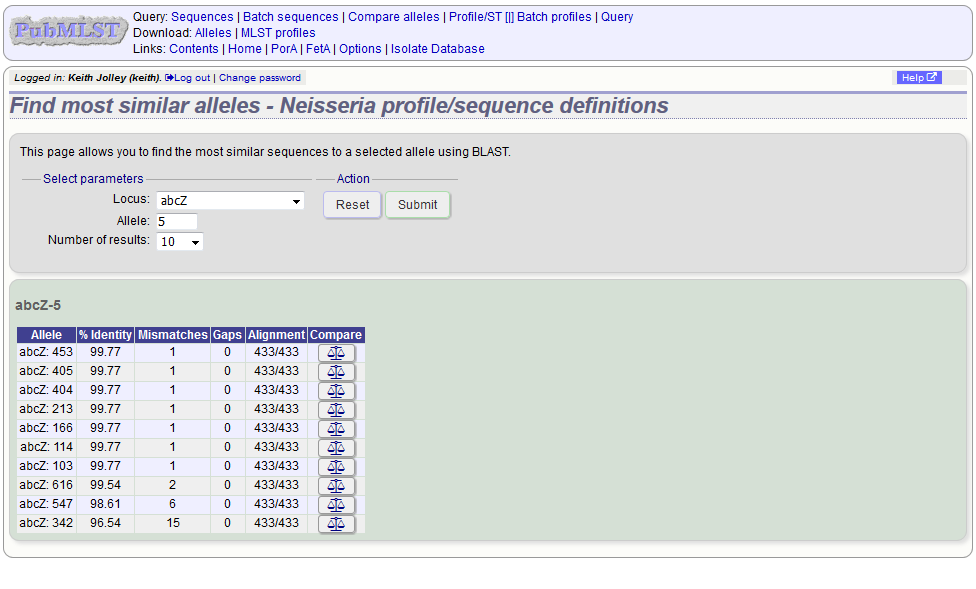 PubMLST
Query: Sequences | Batch sequences | Compare alleles | Profile/ST [|] Batch profiles | Query
Download: Alleles | MLST profiles
Links: Contents | Home | PorA | FetA | Options | Isolate Database
Logged in: Keith Jolley (keith). Log out | Change password
Help
Find most similar alleles - Neisseria profile/sequence definitions
This page allows you to find the most similar sequences to a selected allele using BLAST.
Select parameters Action
Locus: abcZ Reset Submit
Allele: 5
Number of results: 10
abcZ-5
Allele % Identity Mismatches Gaps Alignment Compare
abcZ: 453 99.77 1 0 433/433
abcZ: 405 99.77 1 0 433/433
abcZ: 404 99.77 1 0 433/433
abcZ: 213 99.77 1 0 433/433
abcZ: 166 99.77 1 0 433/433
abcZ: 114 99.77 1 0 433/433
abcZ: 103 99.77 1 0 433/433
abcZ: 616 99.54 2 0 433/433
abcZ: 547 98.61 6 0 433/433
abcZ: 342 96.54 15 0 433/433